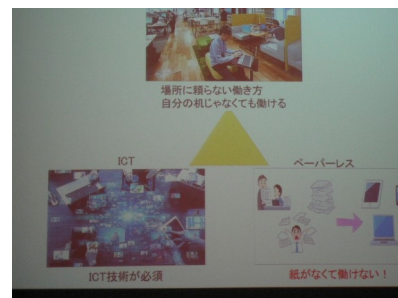 場所に頼らない働き方
自分の机じゃなくても働ける
ICT
ペーパーレス
ICT技術が必須
紙がなくて働けない！